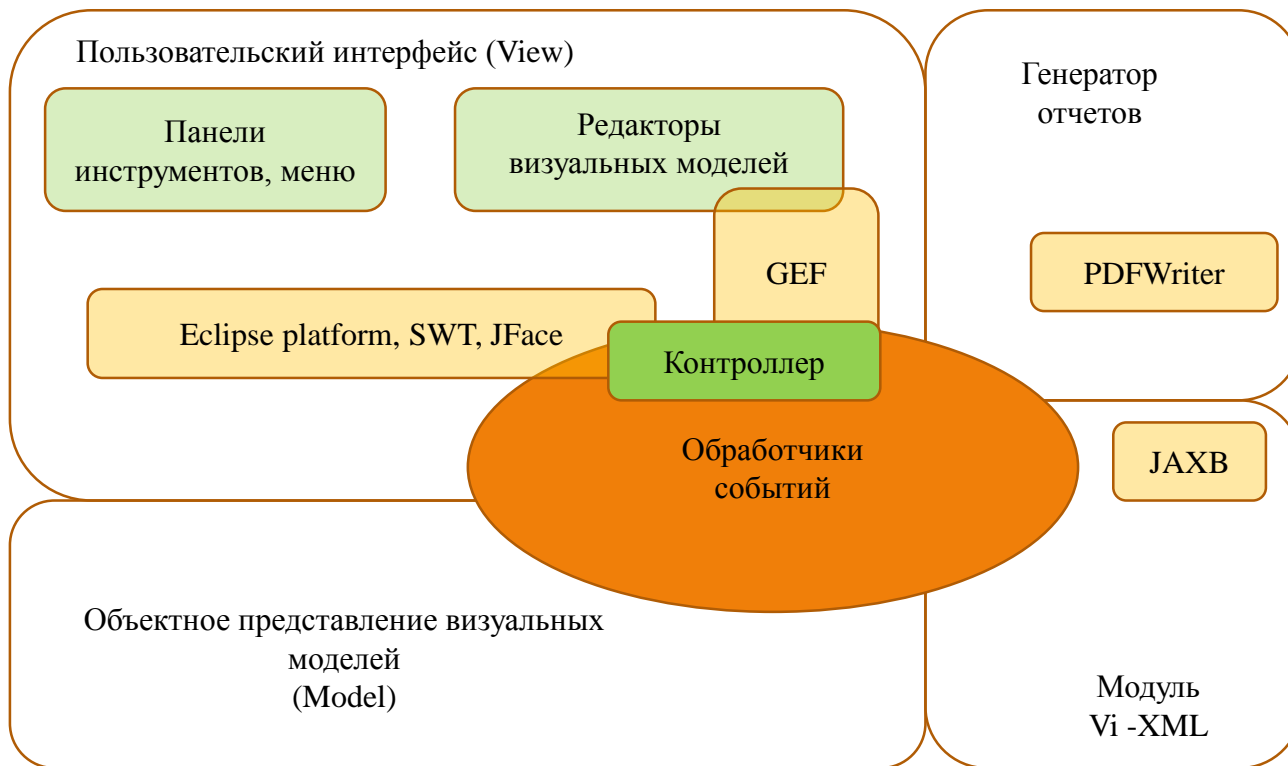 Пользовательский интерфейс (View)
Панели
инструментов, меню
Редакторы
визуальных моделей
GEF
Eclipse platform, SWT, JFace
Контроллер
Обработчики
событий
Генератор
отчетов
PDFWriter
JAXB
Объектное представление визуальных
моделей
(Model)
Модуль
Vi -XML